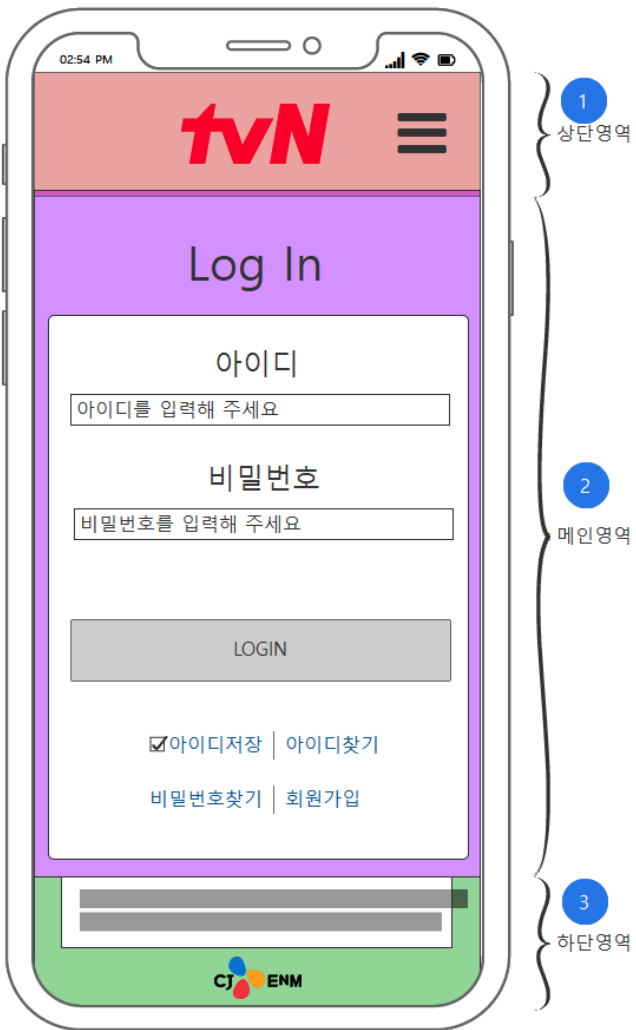 02:54 PM
tvN
1
상단영역
Log In
아이디
아이디를 입력해 주세요
2
비밀번호
메인영역
비밀번호를 입력해 주세요
LOGIN
아이디저장 아이디찾기
비밀번호찾기 회원가입
3
하단영역
CJ ENM